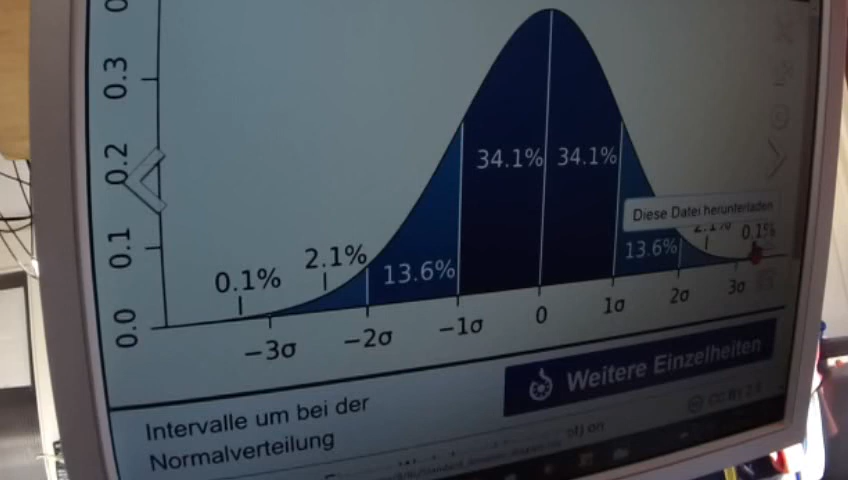 0.3
0.2
0.1
0.0
34.1% 34.1%
Diese Datei herunterladen
0.1% 2.1% 13.6% 13.6% 0.1%
−3σ −2σ −1σ 0 1σ 2σ 3σ
Weitere Einzelheiten
Intervalle um bei der
Normalverteilung